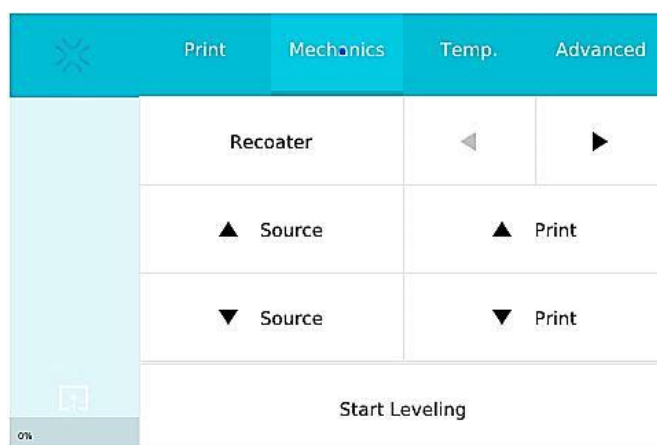 Print Mechanics Temp. Advanced
Recoater
Source Print
Source Print
Start Leveling
0%